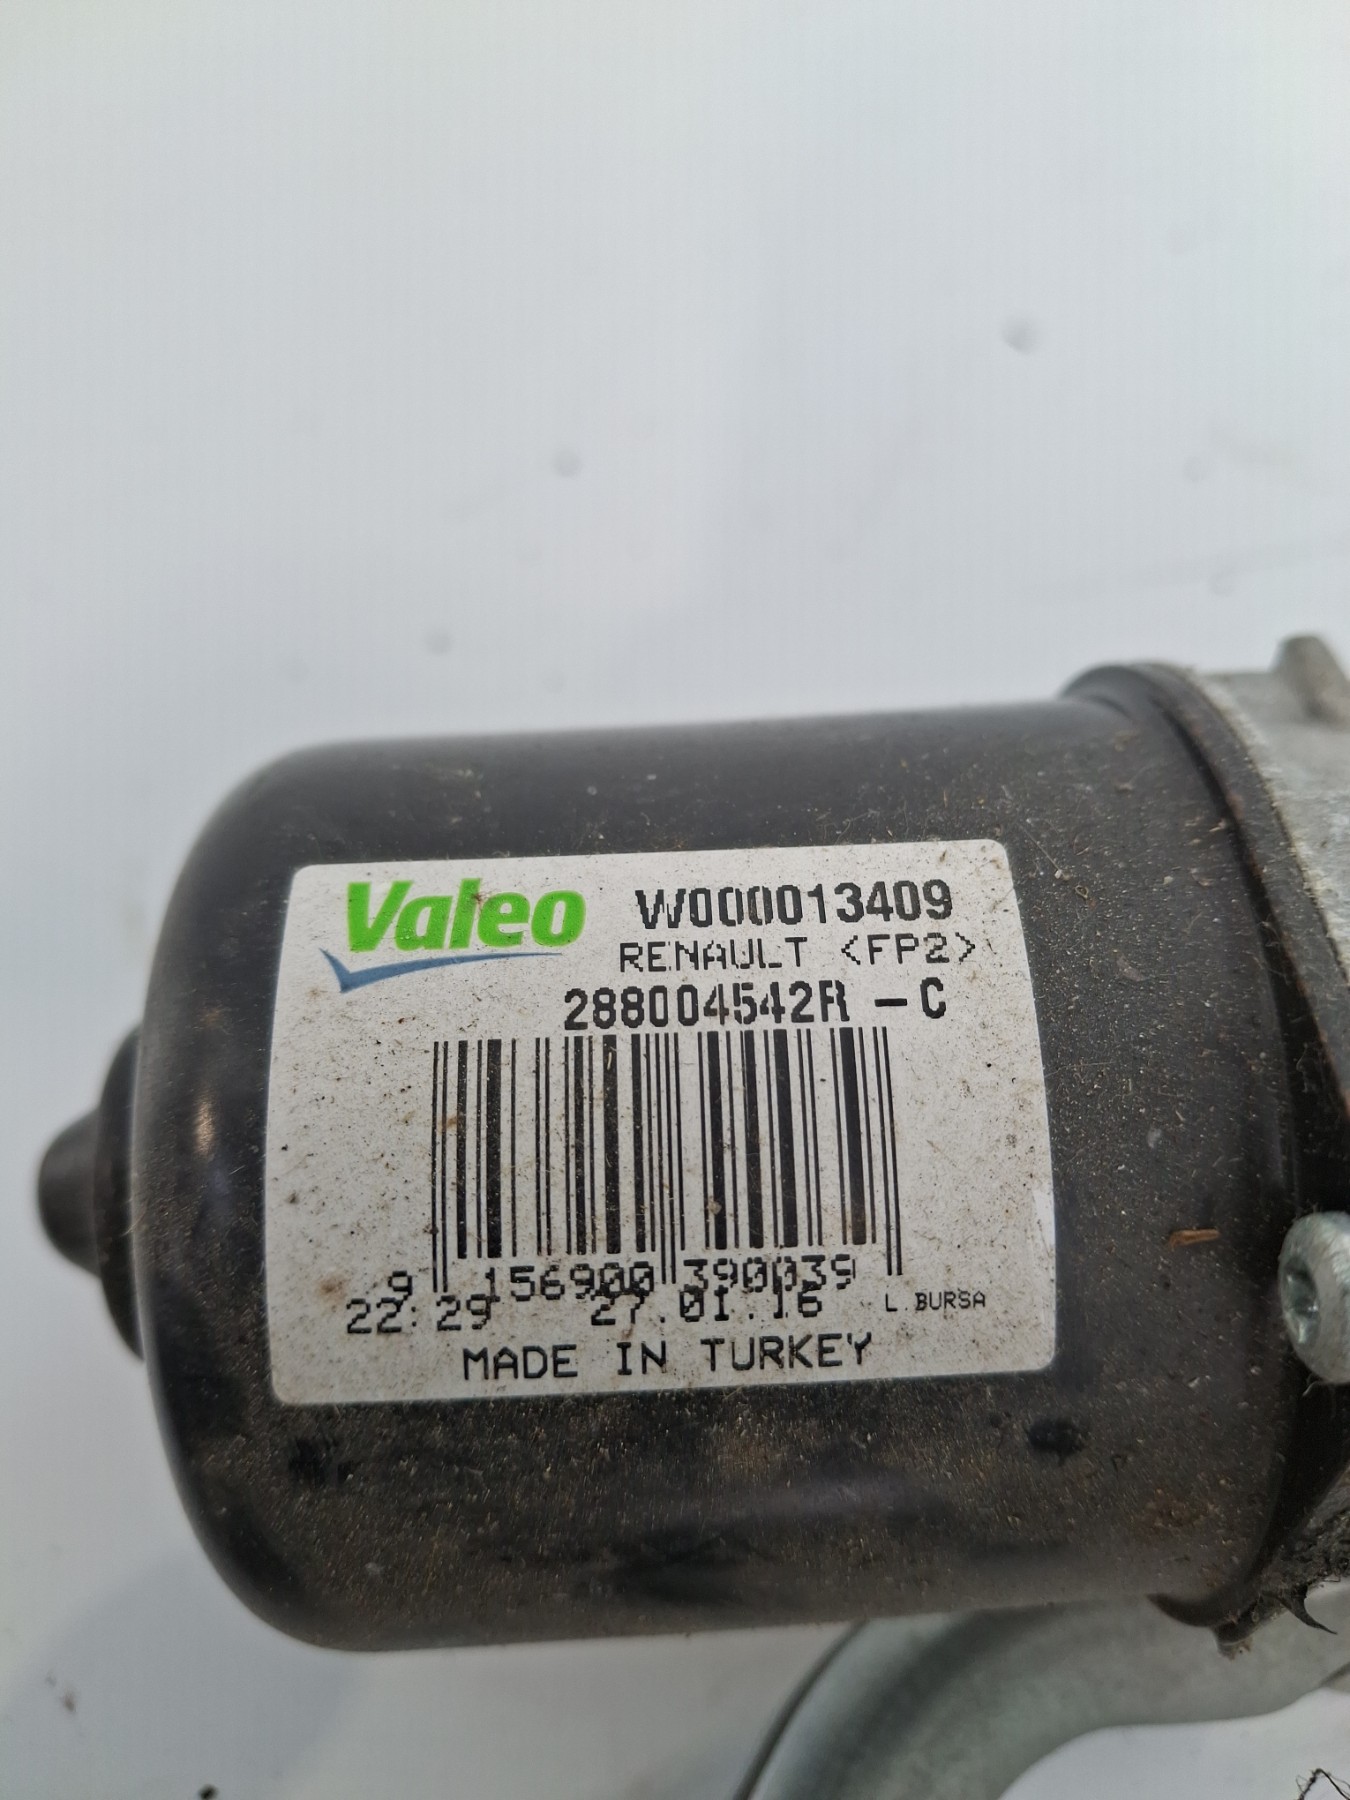 Valeo W000013409
RENAULT <FP2>
288004542R -C
9 156900 390039
22:29 27.01.16 L.BURSA
MADE IN TURKEY